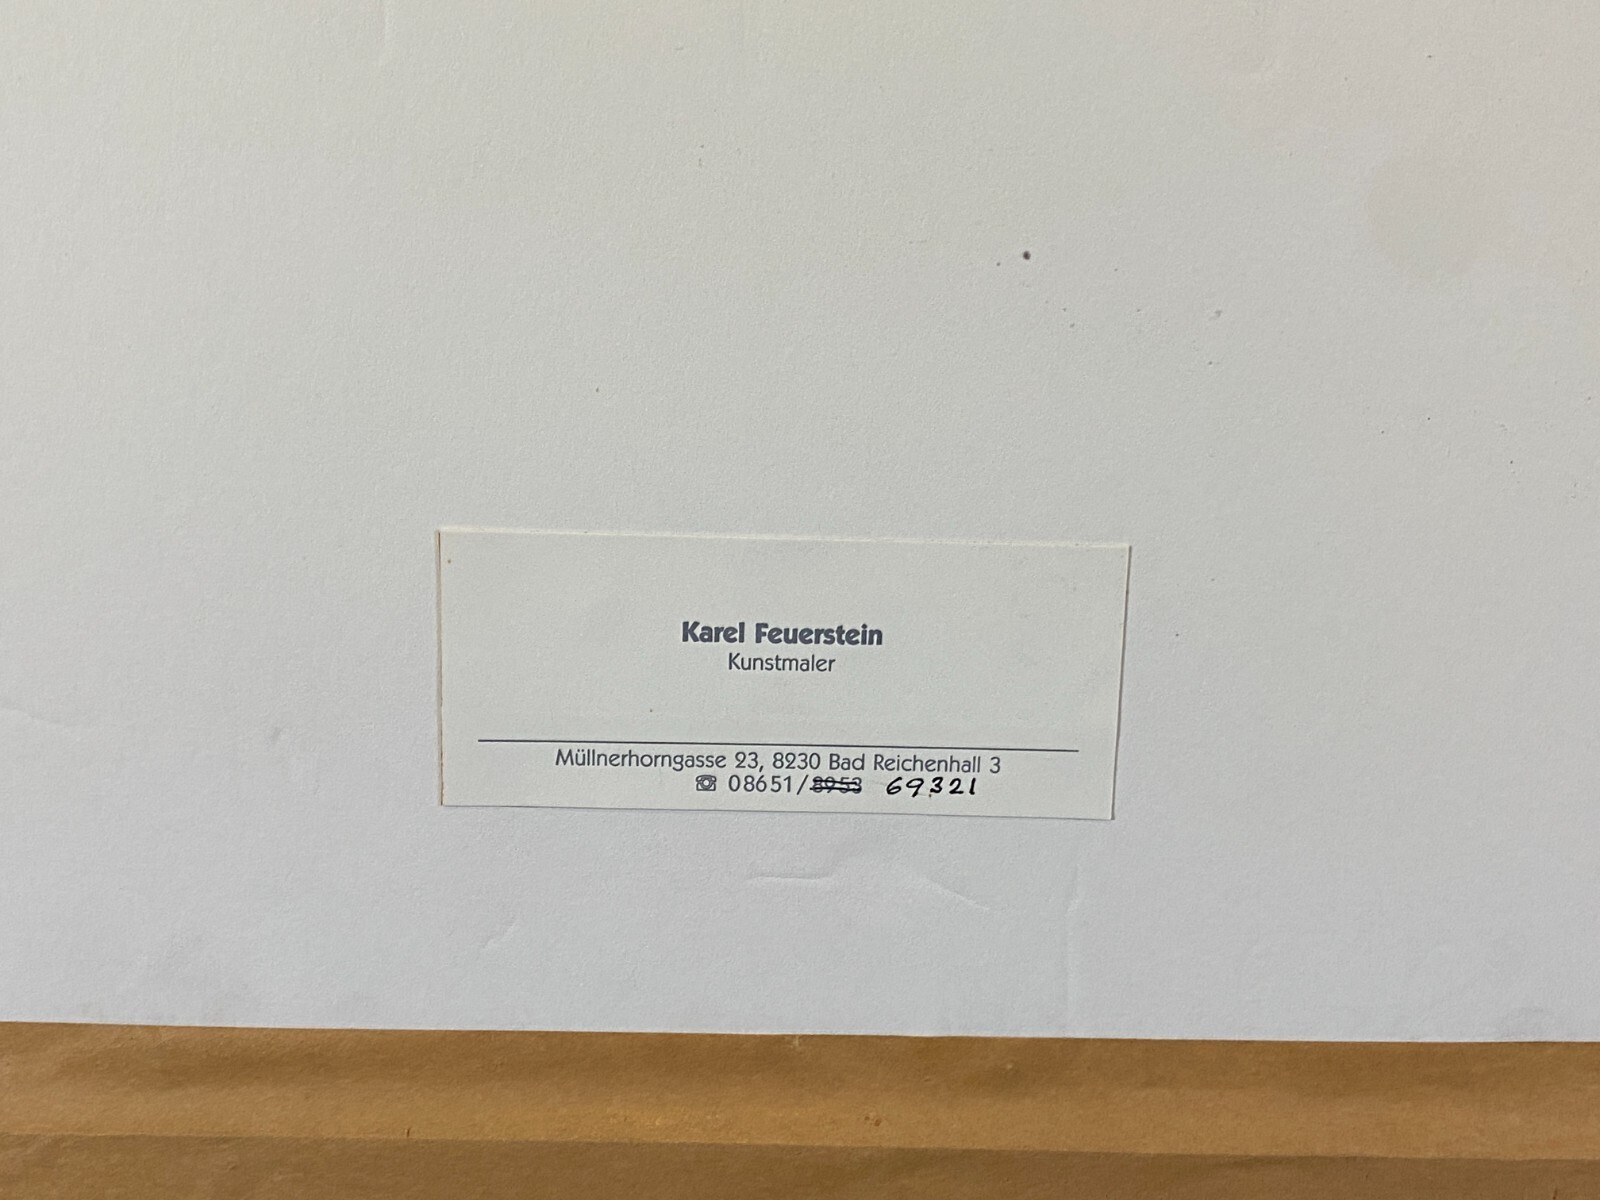 Karel Feuerstein
Kunstmaler
Müllnerhorngasse 23, 8230 Bad Reichenhall 3
☎ 08651/8953 69321